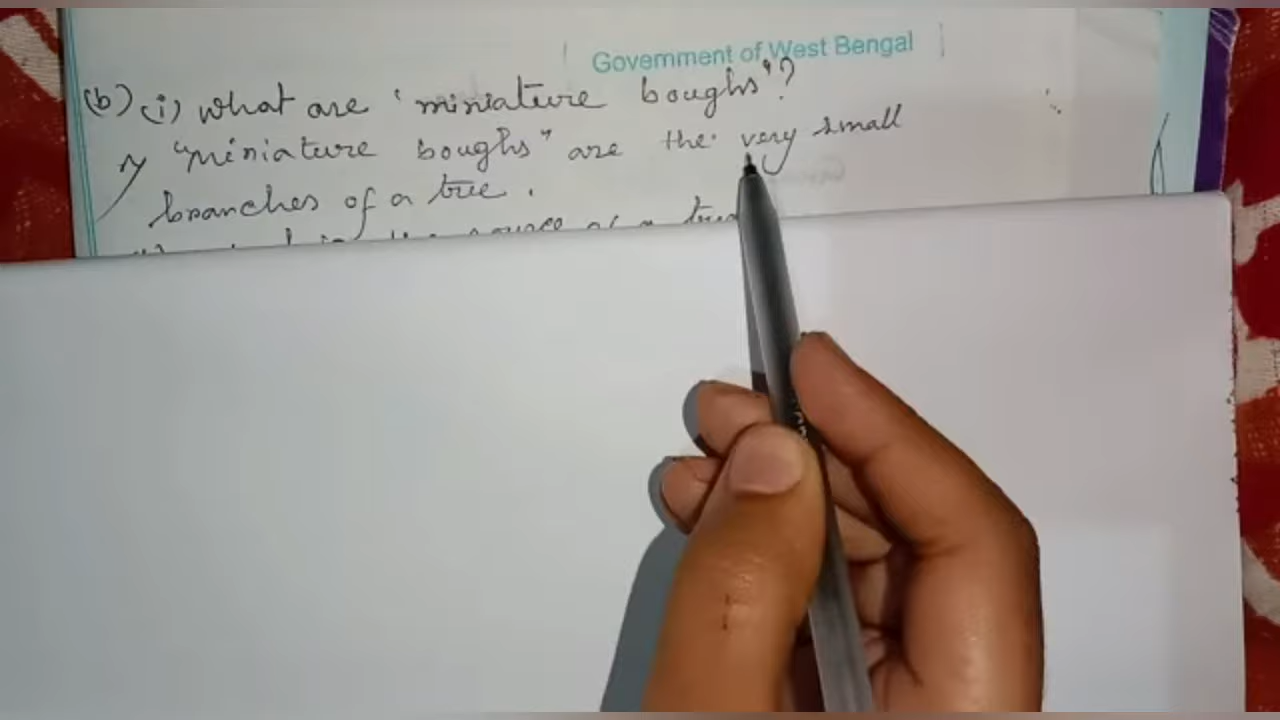 Government of West Bengal
(b) (i) What are 'miniature boughs'?
"Miniature boughs" are the very small
branches of a tree.